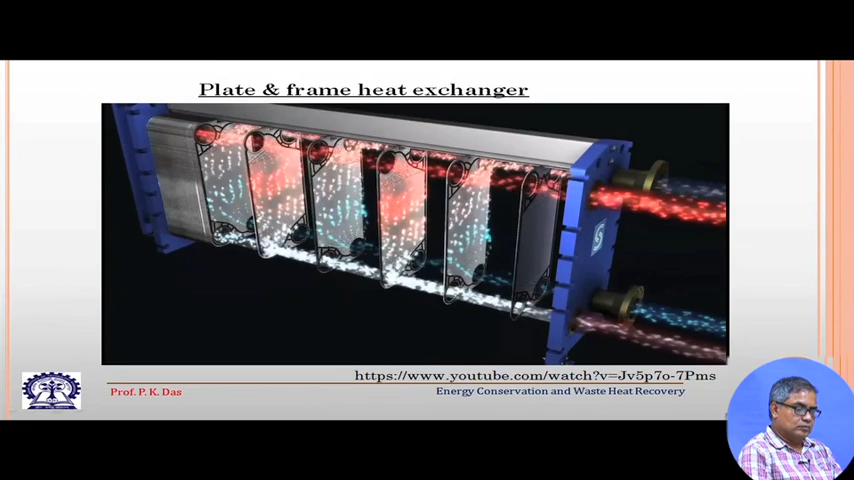 Plate & frame heat exchanger
https://www.youtube.com/watch?v=Jv5p7o-7Pms
Prof. P. K. Das
Energy Conservation and Waste Heat Recovery